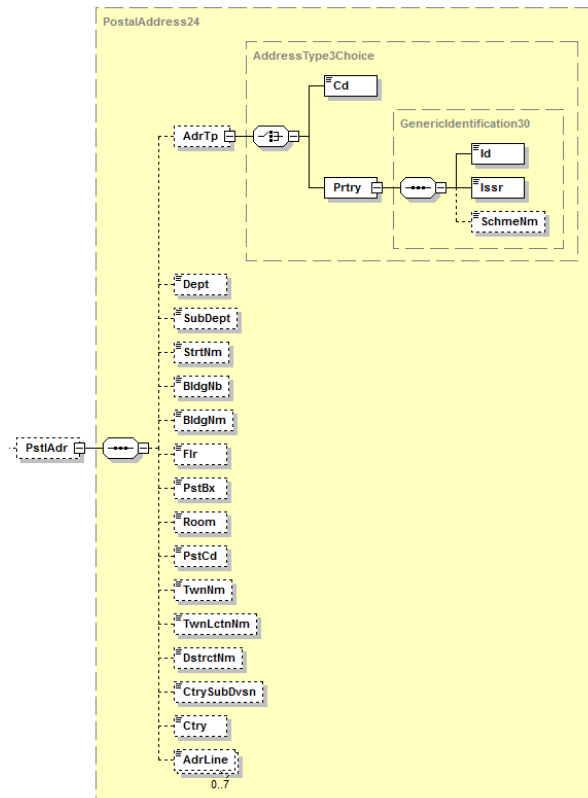 PostalAddress24
AddressType3Choice
Cd
GenericIdentification30
AdrTp
Id
Prtry
Issr
SchmeNm
Dept
SubDept
StrtNm
BldgNb
BldgNm
PstlAdr
Flr
PstBx
Room
PstCd
TwnNm
TwnLctnNm
DstrctNm
CtrySubDvsn
Ctry
AdrLine
0..7